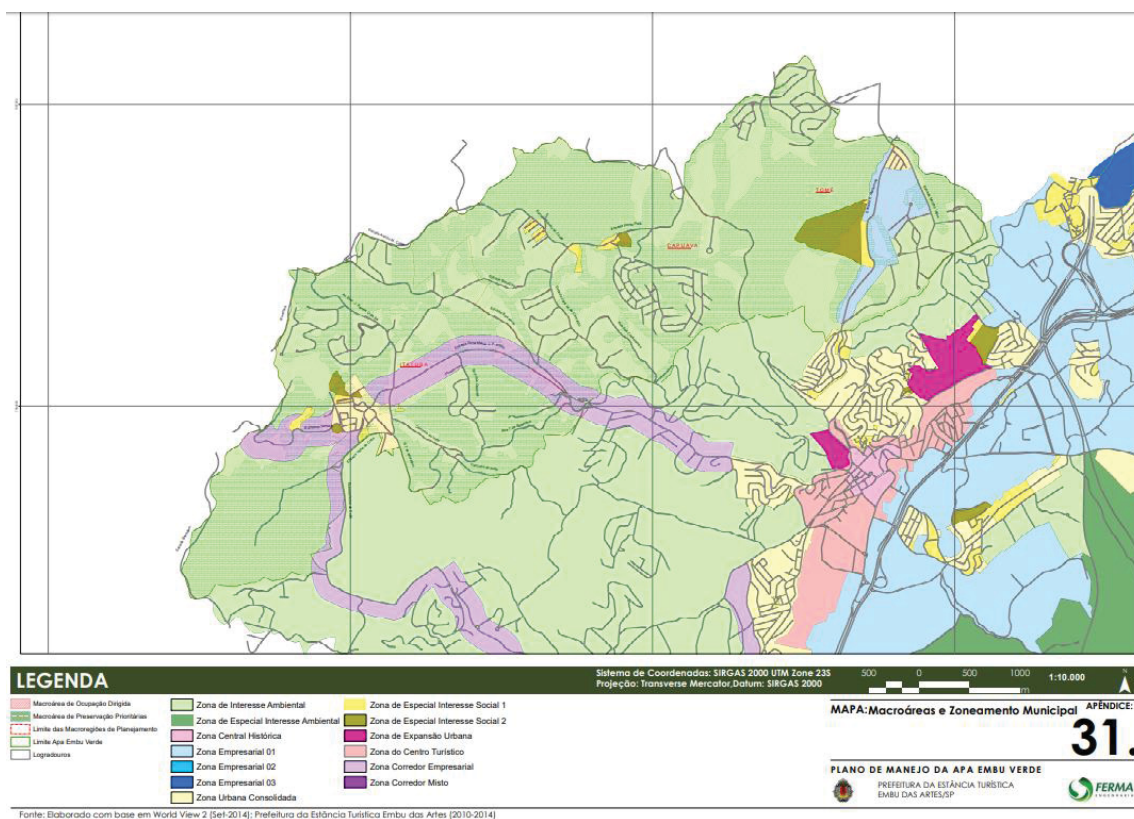 TOMÉ
CAPUAVA
ITATUBA
LEGENDA
Sistema de Coordenadas: SIRGAS 2000 UTM Zone 23S
Projeção: Transverse Mercator,Datum: SIRGAS 2000
500 0 500 1000
m
1:10.000
N
Macroárea de Ocupação Dirigida
Macroárea de Preservação Prioritárias
Limite das Macroregiões de Planejamento
Limite Apa Embu Verde
Logradouros
Zona de Interesse Ambiental
Zona de Especial Interesse Ambiental
Zona Central Histórica
Zona Empresarial 01
Zona Empresarial 02
Zona Empresarial 03
Zona Urbana Consolidada
Zona de Especial Interesse Social 1
Zona de Especial Interesse Social 2
Zona de Expansão Urbana
Zona do Centro Turístico
Zona Corredor Empresarial
Zona Corredor Misto
MAPA:Macroáreas e Zoneamento Municipal
APÊNDICE:
31.
PLANO DE MANEJO DA APA EMBU VERDE
PREFEITURA DA ESTÂNCIA TURÍSTICA
EMBU DAS ARTES/SP
FERMA
ENGENHARIA
Fonte: Elaborado com base em World View 2 (Set-2014); Prefeitura da Estância Turística Embu das Artes (2010-2014)